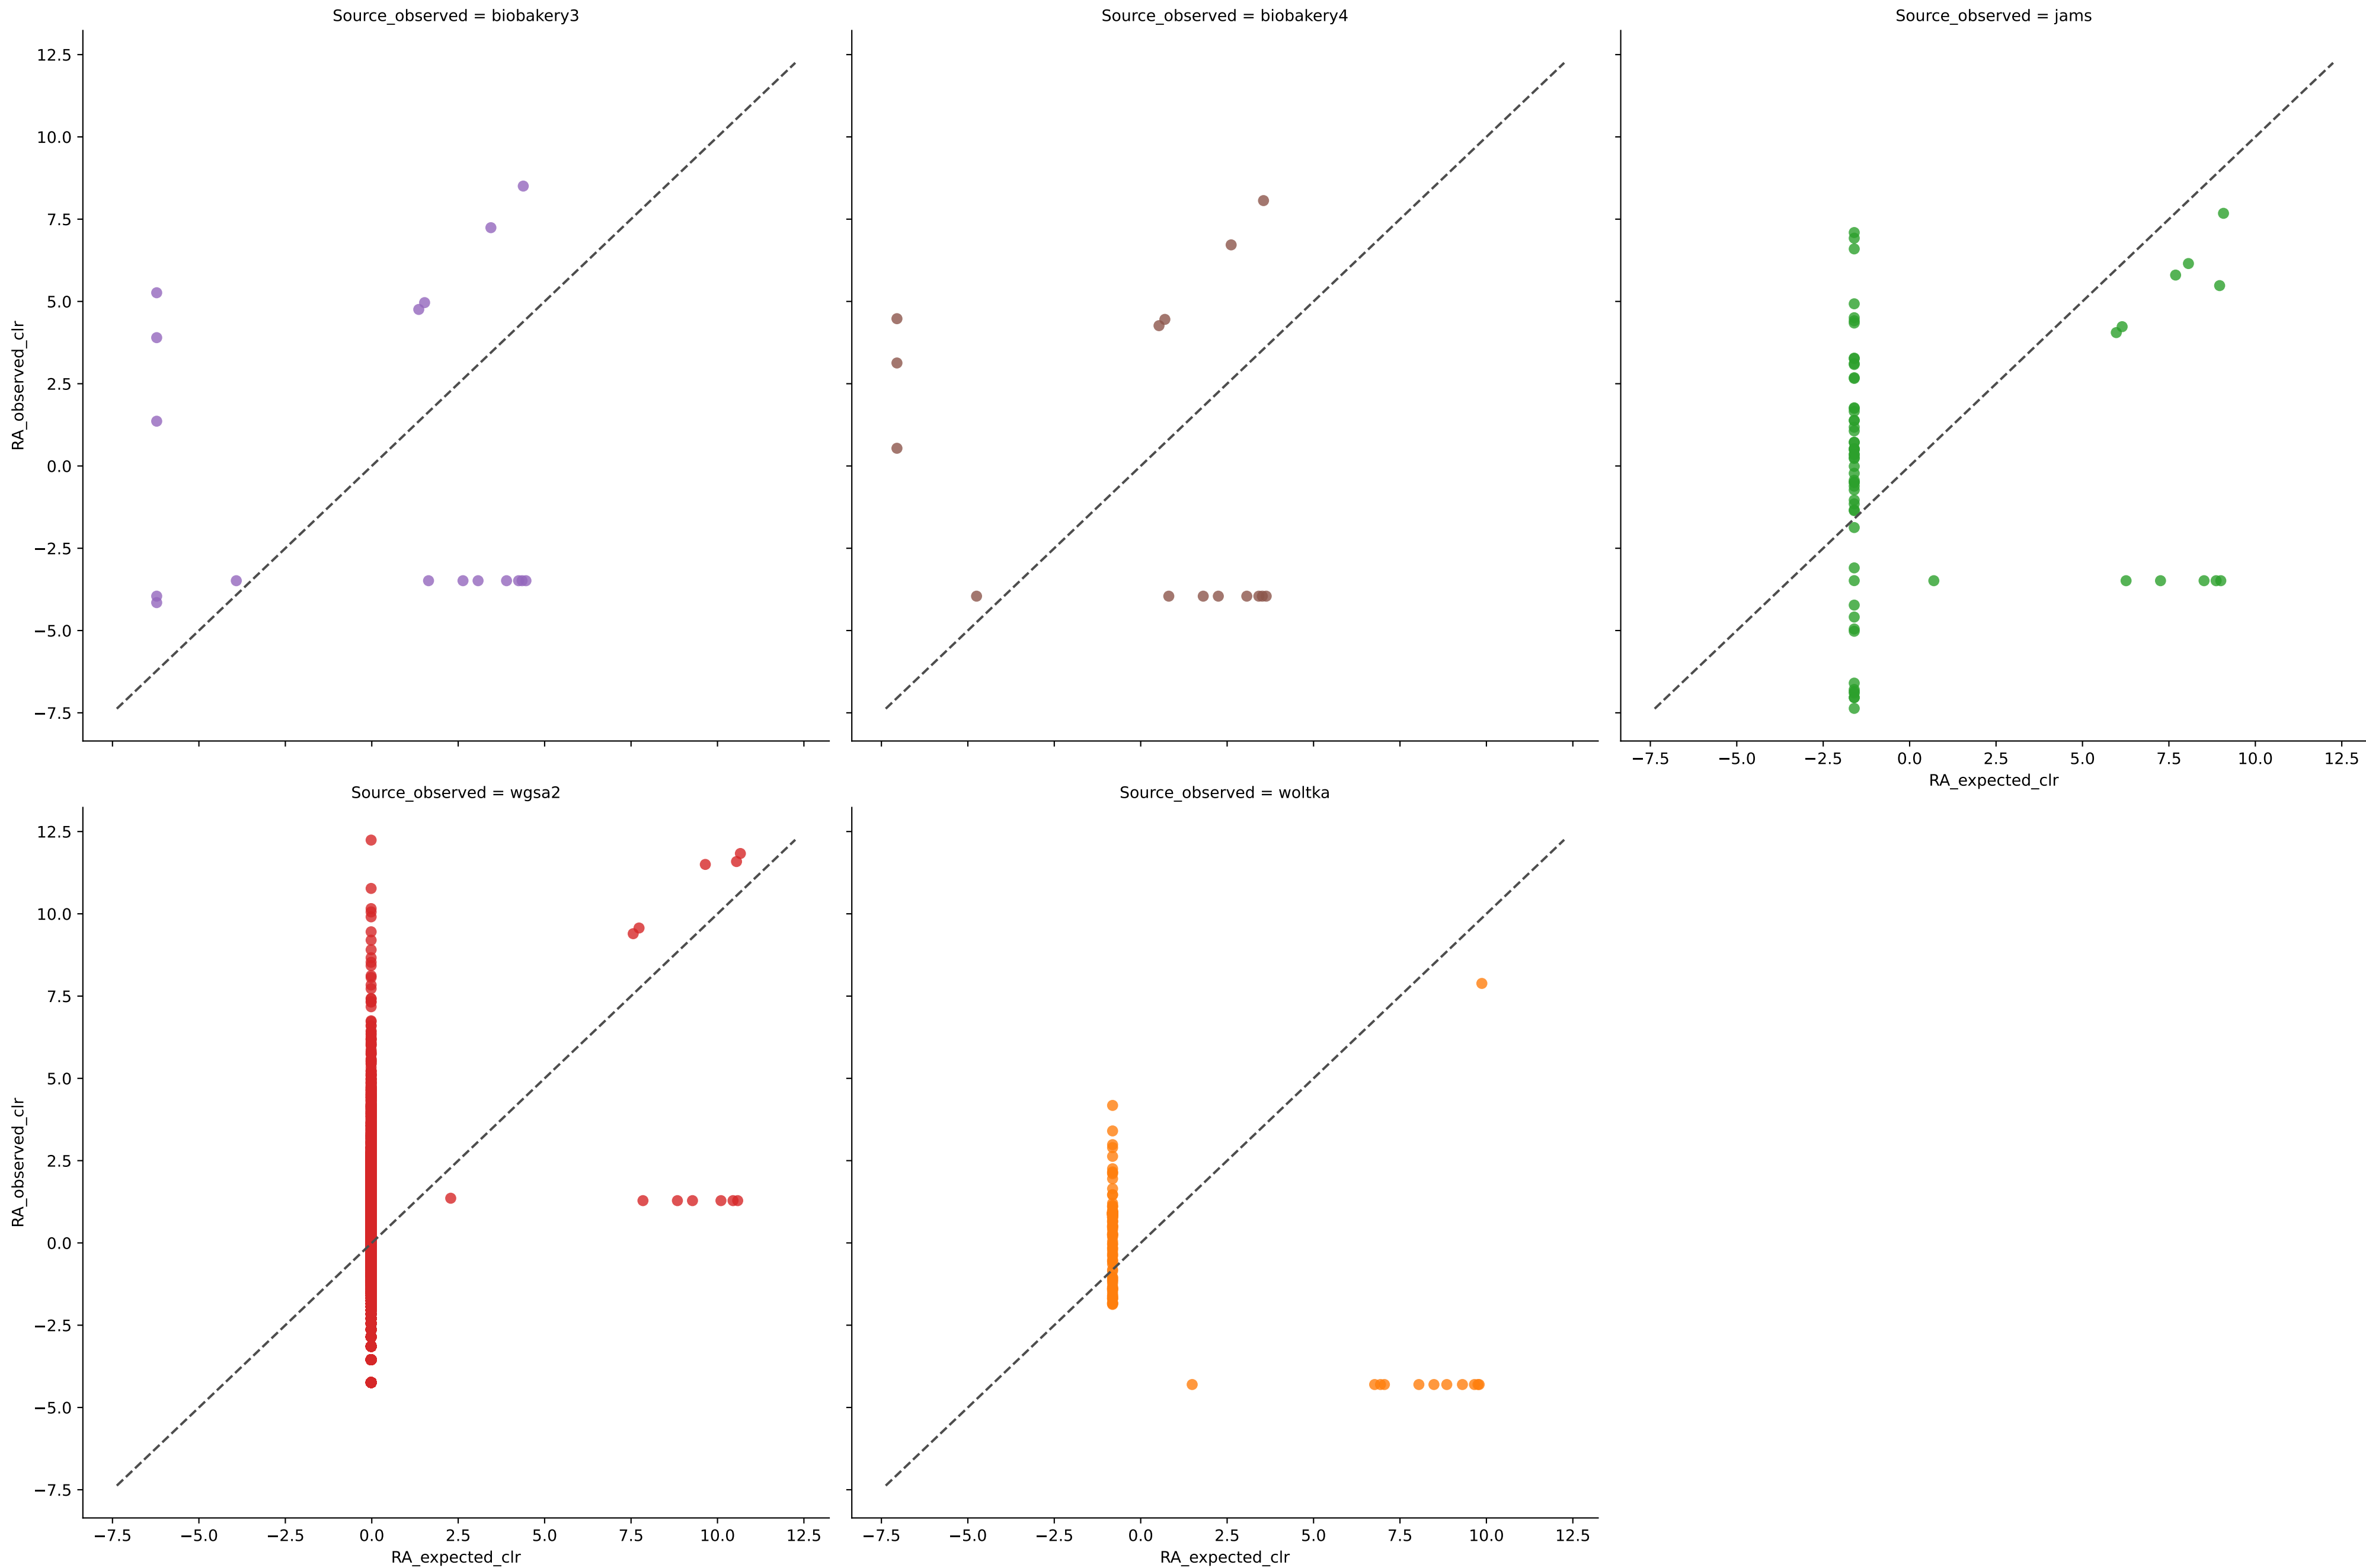 Source_observed = biobakery3
Source_observed = biobakery4
Source_observed = jams
12.5
10.0
7.5
5.0
2.5
0.0
−2.5
−5.0
−7.5
RA_observed_clr
−7.5 −5.0 −2.5 0.0 2.5 5.0 7.5 10.0 12.5
RA_expected_clr
Source_observed = wgsa2
Source_observed = woltka
12.5
10.0
7.5
5.0
2.5
0.0
−2.5
−5.0
−7.5
RA_observed_clr
−7.5 −5.0 −2.5 0.0 2.5 5.0 7.5 10.0 12.5
RA_expected_clr
−7.5 −5.0 −2.5 0.0 2.5 5.0 7.5 10.0 12.5
RA_expected_clr